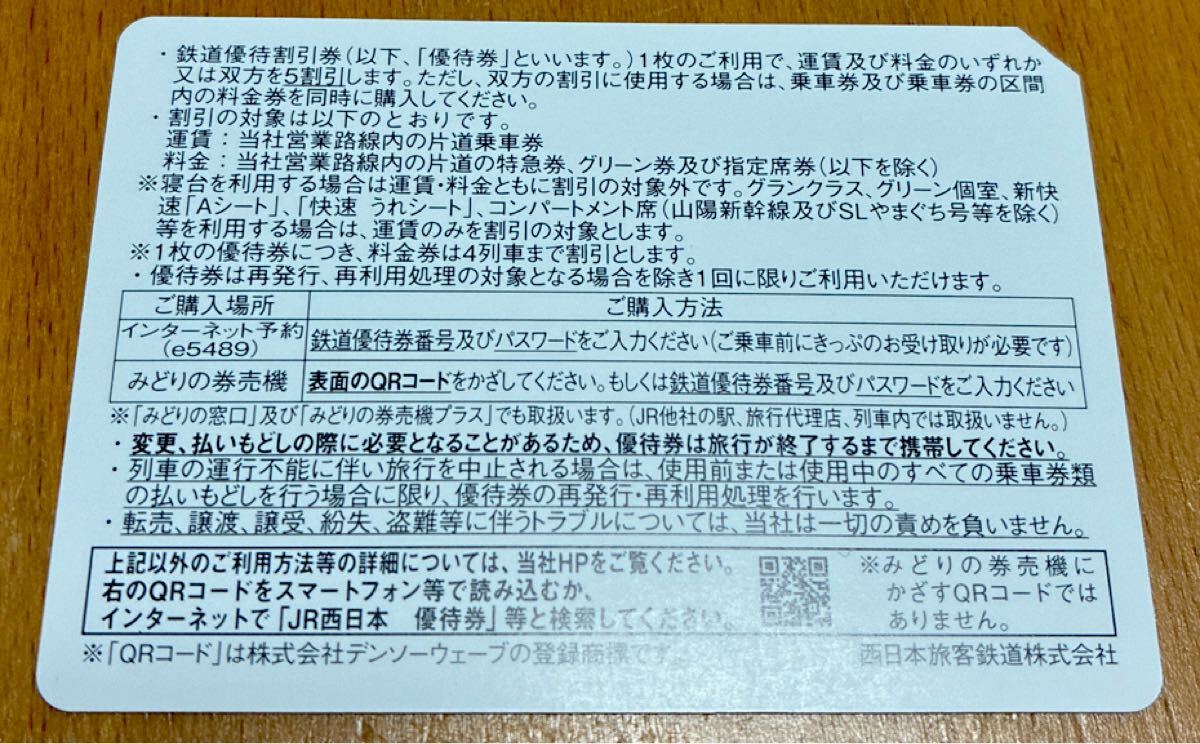 ・鉄道優待割引券(以下、「優待券」といいます。)1枚のご利用で、運賃及び料金のいずれか
又は双方を5割引します。ただし、双方の割引に使用する場合は、乗車券及び乗車券の区間
内の料金券を同時に購入してください。
・割引の対象は以下のとおりです。
運賃：当社営業路線内の片道乗車券
料金：当社営業路線内の片道の特急券、グリーン券及び指定席券(以下を除く)
※寝台を利用する場合は運賃・料金ともに割引の対象外です。グランクラス、グリーン個室、新快
速「Aシート」、「快速 うれシート」、コンパートメント席(山陽新幹線及びSLやまぐち号等を除く)
等を利用する場合は、運賃のみを割引の対象とします。
※1枚の優待券につき、料金券は4列車まで割引とします。
・優待券は再発行、再利用処理の対象となる場合を除き1回に限りご利用いただけます。
ご購入場所 ご購入方法
インターネット予約
(e5489)
鉄道優待券番号及びパスワードをご入力ください(ご乗車前にきっぷのお受け取りが必要です)
みどりの券売機 表面のQRコードをかざしてください。もしくは鉄道優待券番号及びパスワードをご入力ください
※「みどりの窓口」及び「みどりの券売機プラス」でも取扱います。(JR他社の駅、旅行代理店、列車内では取扱いません。)
・変更、払いもどしの際に必要となることがあるため、優待券は旅行が終了するまで携帯してください。
・列車の運行不能に伴い旅行を中止される場合は、使用前または使用中のすべての乗車券類
の払いもどしを行う場合に限り、優待券の再発行・再利用処理を行います。
・転売、譲渡、譲受、紛失、盗難等に伴うトラブルについては、当社は一切の責めを負いません。
上記以外のご利用方法等の詳細については、当社HPをご覧ください。
右のQRコードをスマートフォン等で読み込むか、
インターネットで「JR西日本 優待券」等と検索してください。
※みどりの券売機に
かざすQRコードでは
ありません。
※「QRコード」は株式会社デンソーウェーブの登録商標です。
西日本旅客鉄道株式会社